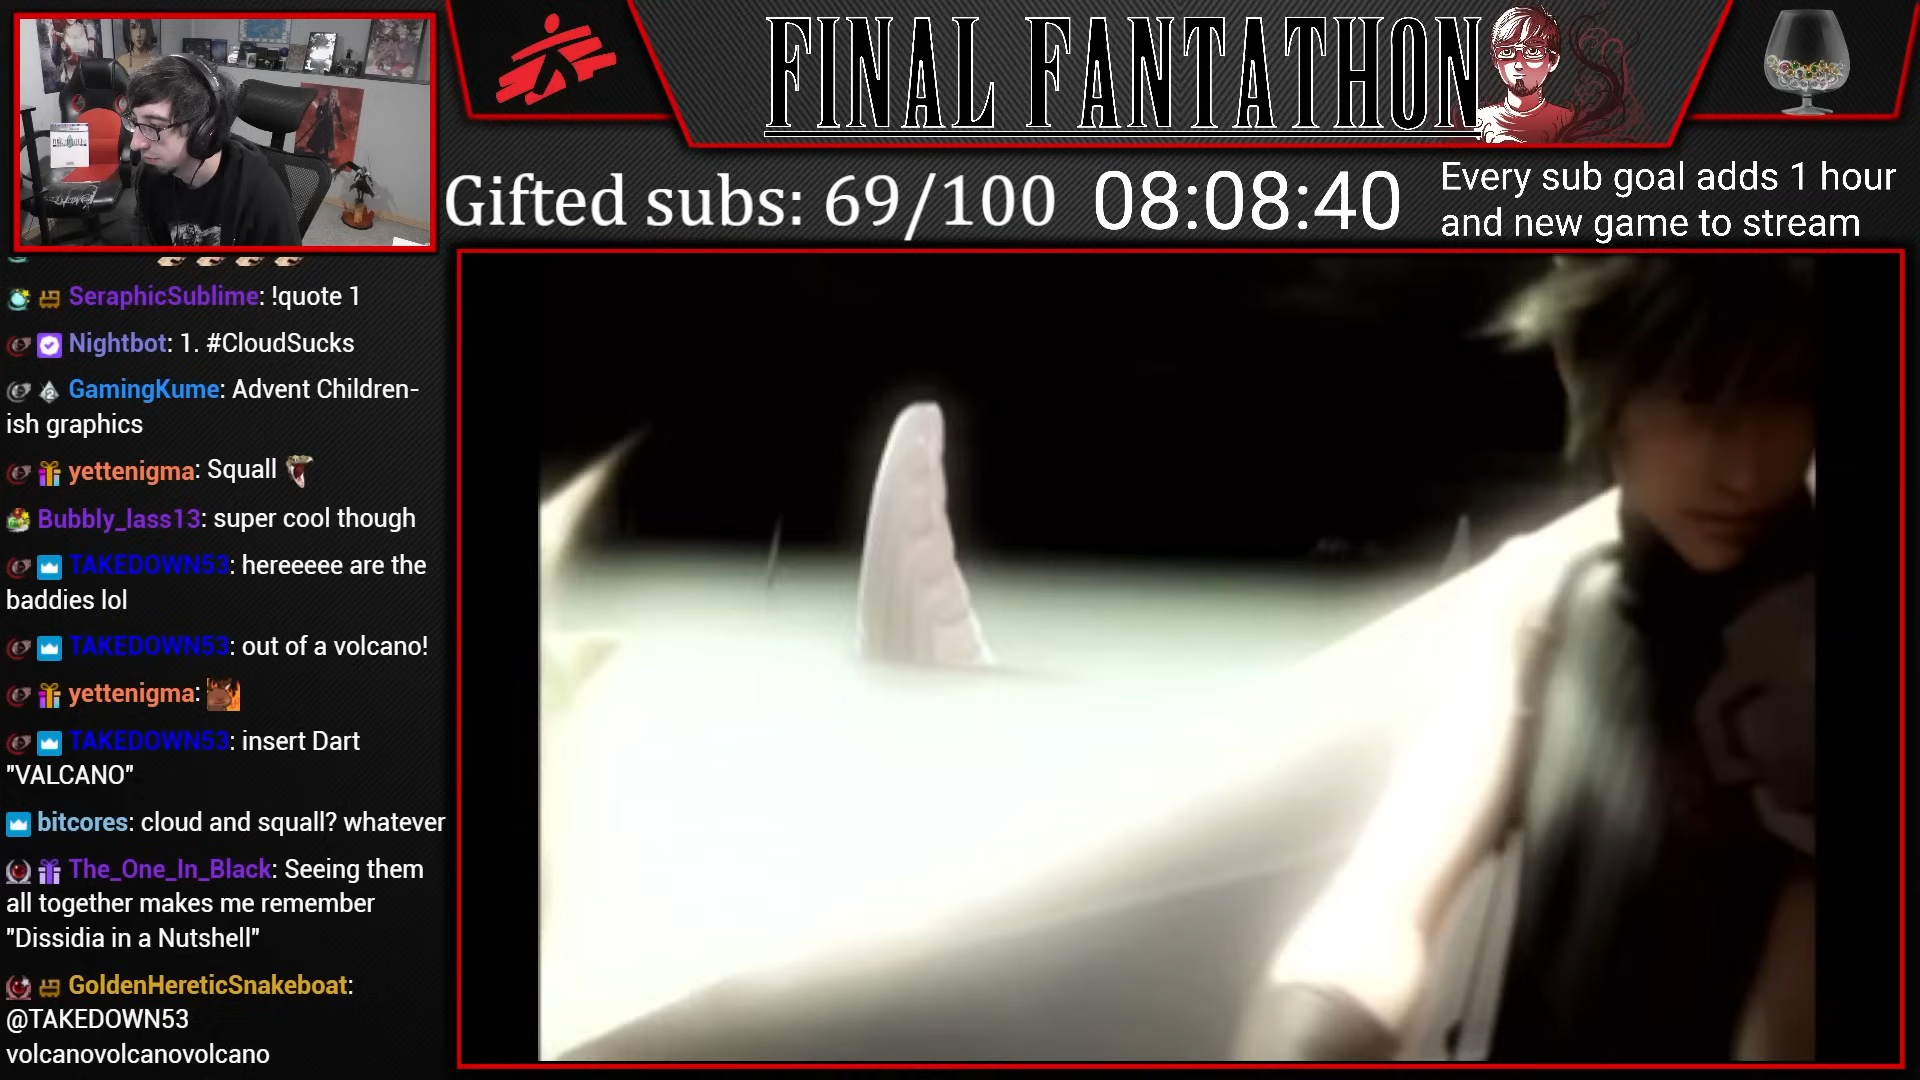 FINAL FANTATHON
Gifted subs: 69/100
08:08:40
Every sub goal adds 1 hour
and new game to stream
SeraphicSublime: !quote 1
Nightbot: 1. #CloudSucks
GamingKume: Advent Children-
ish graphics
yettenigma: Squall
Bubbly_lass13: super cool though
TAKEDOWN53: hereeeee are the
baddies lol
TAKEDOWN53: out of a volcano!
yettenigma:
TAKEDOWN53: insert Dart
"VALCANO"
bitcores: cloud and squall? whatever
The_One_In_Black: Seeing them
all together makes me remember
"Dissidia in a Nutshell"
GoldenHereticSnakeboat:
@TAKEDOWN53
volcanovolcanovolcano